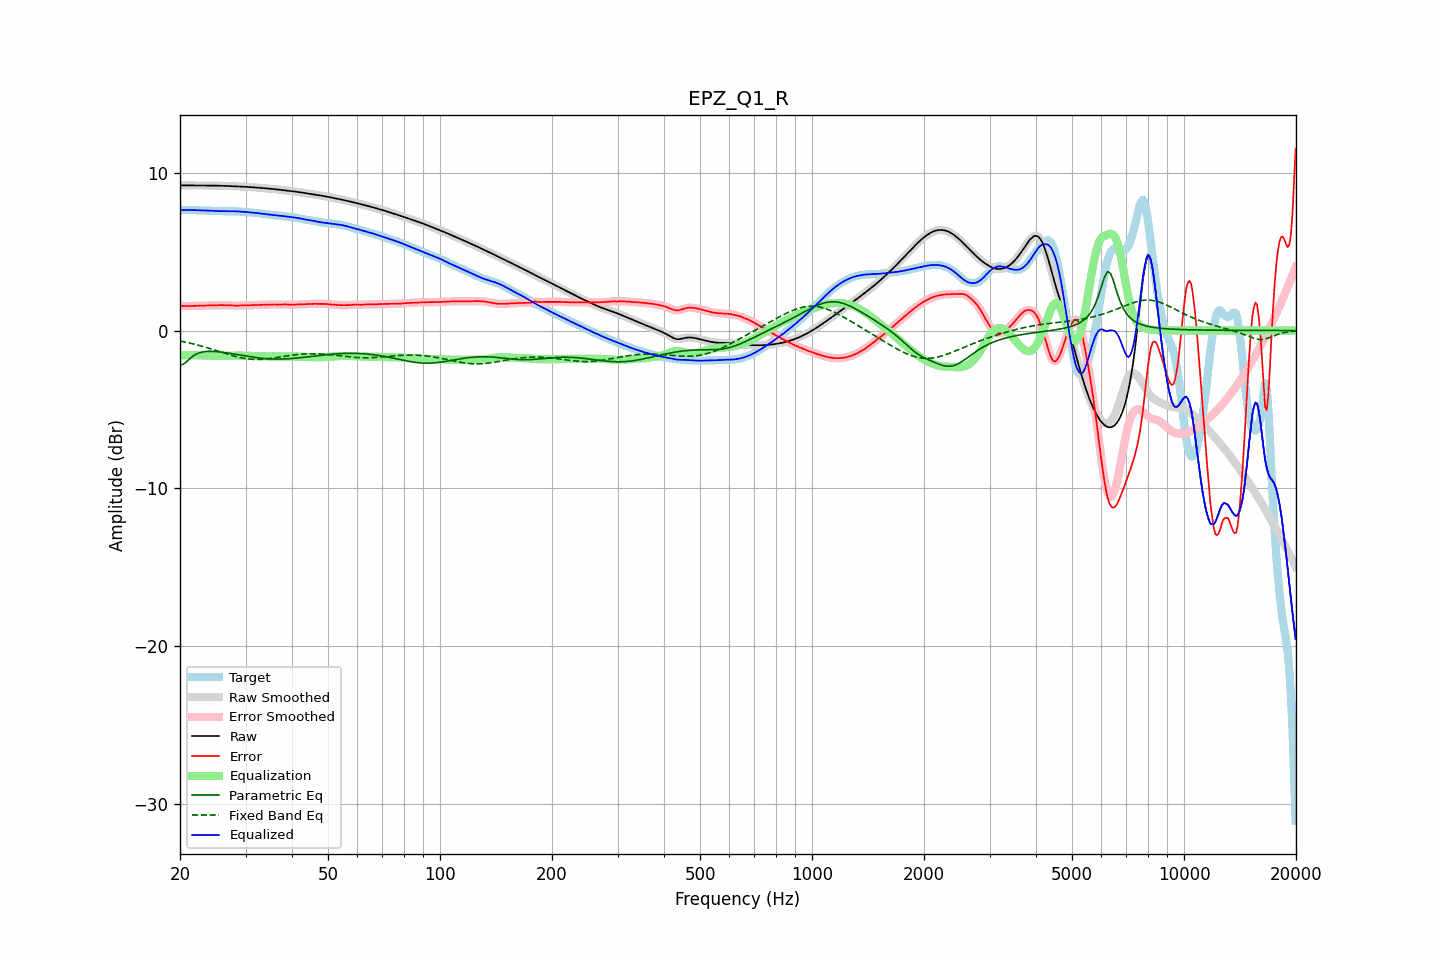 EPZ_Q1_R
Amplitude (dBr)
10
0
−10
−20
−30
Target
Raw Smoothed
Error Smoothed
Raw
Error
Equalization
Parametric Eq
Fixed Band Eq
Equalized
20 50 100 200 500 1000 2000 5000 10000 20000
Frequency (Hz)